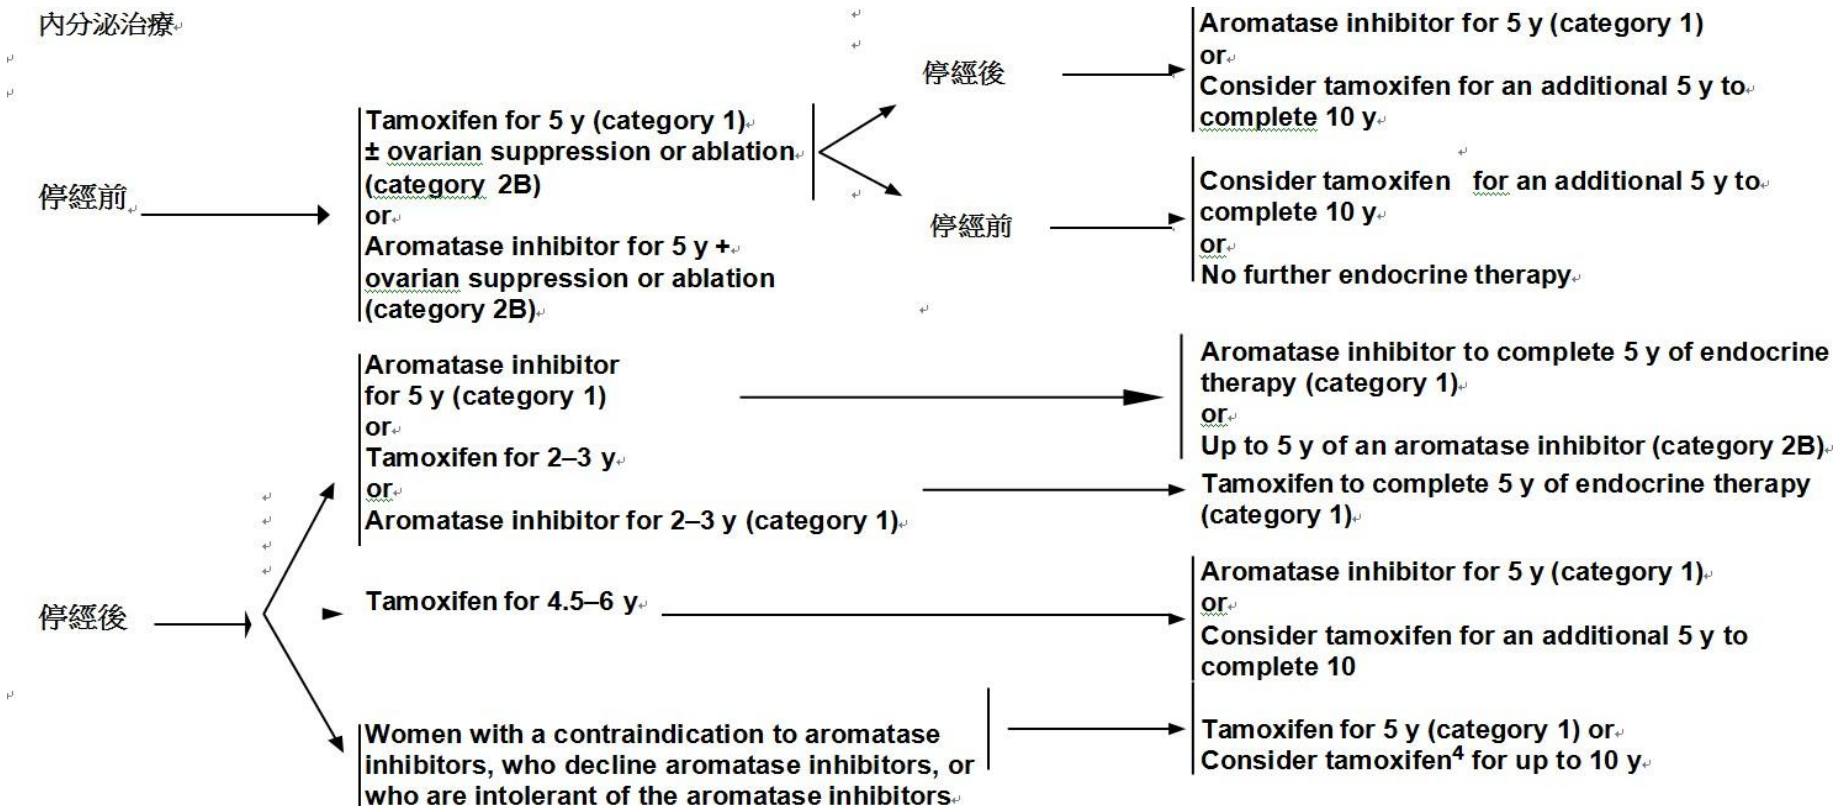 內分泌治療
停經前
Tamoxifen for 5 y (category 1)
± ovarian suppression or ablation
(category 2B)
or
Aromatase inhibitor for 5 y +
ovarian suppression or ablation
(category 2B)
停經後
Aromatase inhibitor for 5 y (category 1)
or
Consider tamoxifen for an additional 5 y to
complete 10 y
停經前
Consider tamoxifen for an additional 5 y to
complete 10 y
or
No further endocrine therapy
停經後
Aromatase inhibitor
for 5 y (category 1)
or
Tamoxifen for 2–3 y
or
Aromatase inhibitor for 2–3 y (category 1)
Aromatase inhibitor to complete 5 y of endocrine
therapy (category 1)
or
Up to 5 y of an aromatase inhibitor (category 2B)
Tamoxifen to complete 5 y of endocrine therapy
(category 1)
Tamoxifen for 4.5–6 y
Aromatase inhibitor for 5 y (category 1)
or
Consider tamoxifen for an additional 5 y to
complete 10
Women with a contraindication to aromatase
inhibitors, who decline aromatase inhibitors, or
who are intolerant of the aromatase inhibitors
Tamoxifen for 5 y (category 1) or
Consider tamoxifen⁴ for up to 10 y